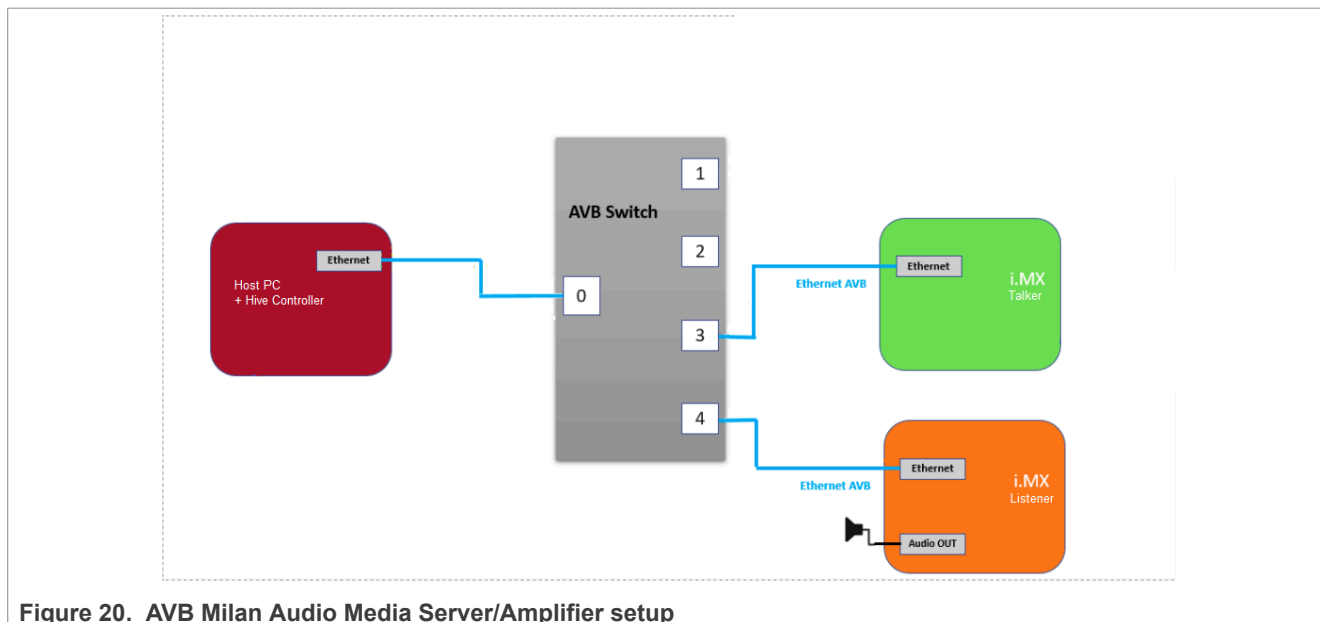 1
AVB Switch
2
0
3
4
Ethernet
Host PC
+ Hive Controller
Ethernet AVB
Ethernet
i.MX
Talker
Ethernet AVB
Ethernet
i.MX
Listener
Audio OUT
Figure 20. AVB Milan Audio Media Server/Amplifier setup